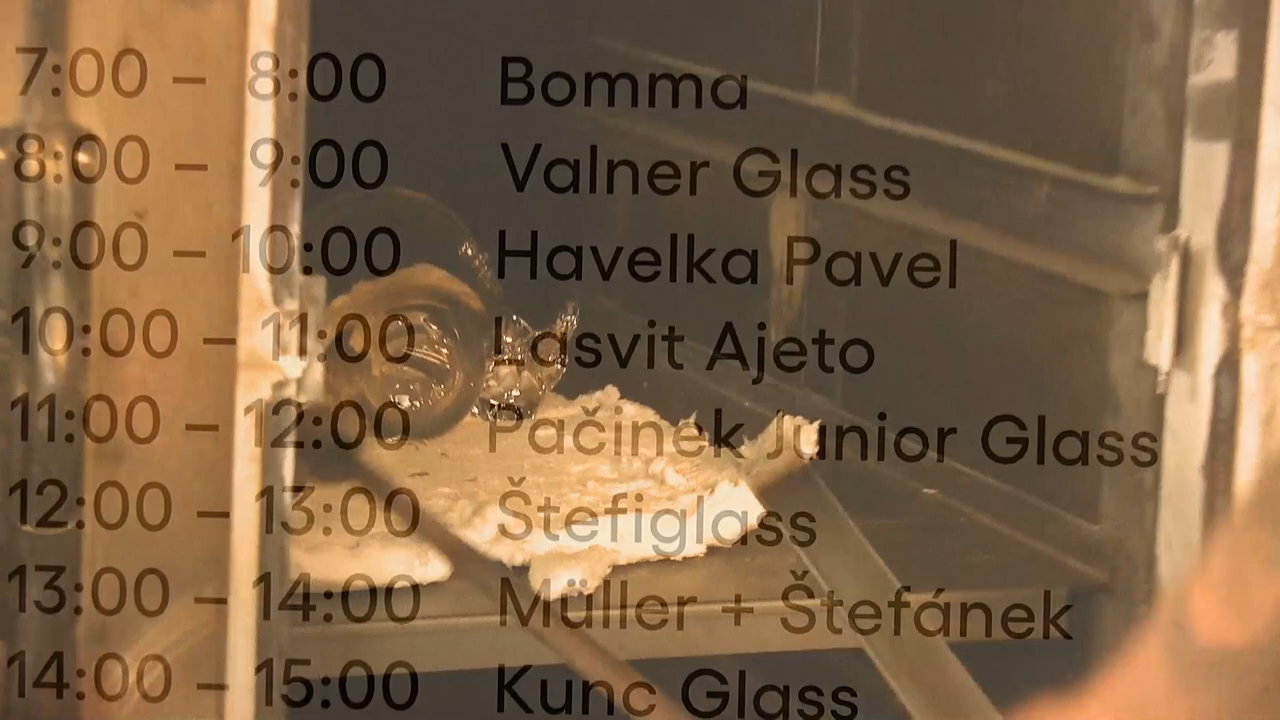 7:00 – 8:00 Bomma
8:00 – 9:00 Valner Glass
9:00 – 10:00 Havelka Pavel
10:00 – 11:00 Lasvit Ajeto
11:00 – 12:00 Pačinek Junior Glass
12:00 – 13:00 Štefiglass
13:00 – 14:00 Müller + Štefánek
14:00 – 15:00 Kunc Glass